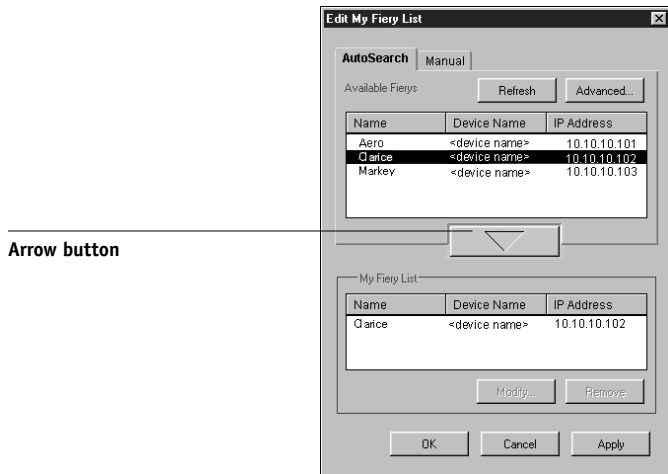 Edit My Fiery List
AutoSearch Manual
Available Fierys Refresh Advanced...
Name Device Name IP Address
Aero <device name> 10.10.10.101
Clarice <device name> 10.10.10.102
Markey <device name> 10.10.10.103
Arrow button
My Fiery List
Name Device Name IP Address
Clarice <device name> 10.10.10.102
Modify... Remove
OK Cancel Apply